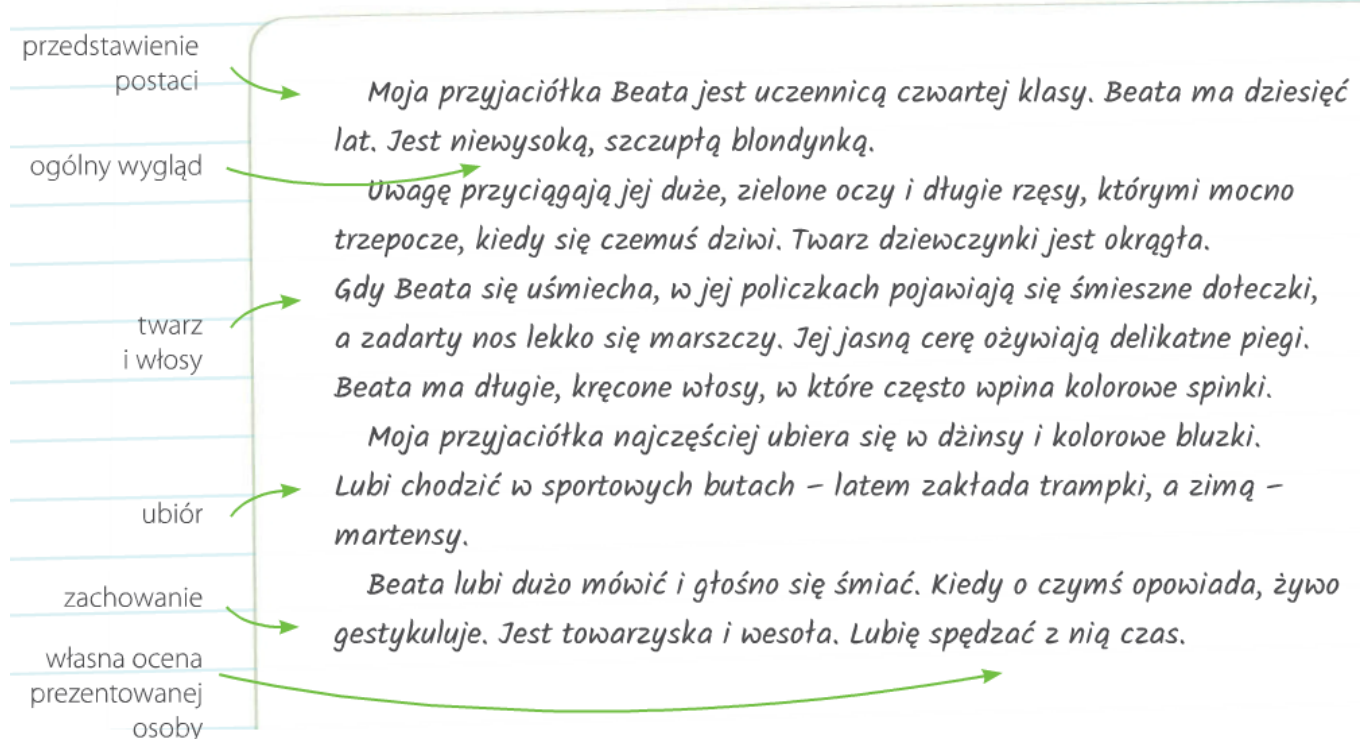 przedstawienie
postaci
ogólny wygląd
twarz
i włosy
ubiór
zachowanie
własna ocena
prezentowanej
osoby
Moja przyjaciółka Beata jest uczennicą czwartej klasy. Beata ma dziesięć
lat. Jest niewysoką, szczupłą blondynką.
Uwagę przyciągają jej duże, zielone oczy i długie rzęsy, którymi mocno
trzepocze, kiedy się czemuś dziwi. Twarz dziewczynki jest okrągła.
Gdy Beata się uśmiecha, w jej policzkach pojawiają się śmieszne dołeczki,
a zadarty nos lekko się marszczy. Jej jasną cerę ożywiają delikatne piegi.
Beata ma długie, kręcone włosy, w które często wpina kolorowe spinki.
Moja przyjaciółka najczęściej ubiera się w dżinsy i kolorowe bluzki.
Lubi chodzić w sportowych butach – latem zakłada trampki, a zimą –
martensy.
Beata lubi dużo mówić i głośno się śmiać. Kiedy o czymś opowiada, żywo
gestykuluje. Jest towarzyska i wesoła. Lubię spędzać z nią czas.